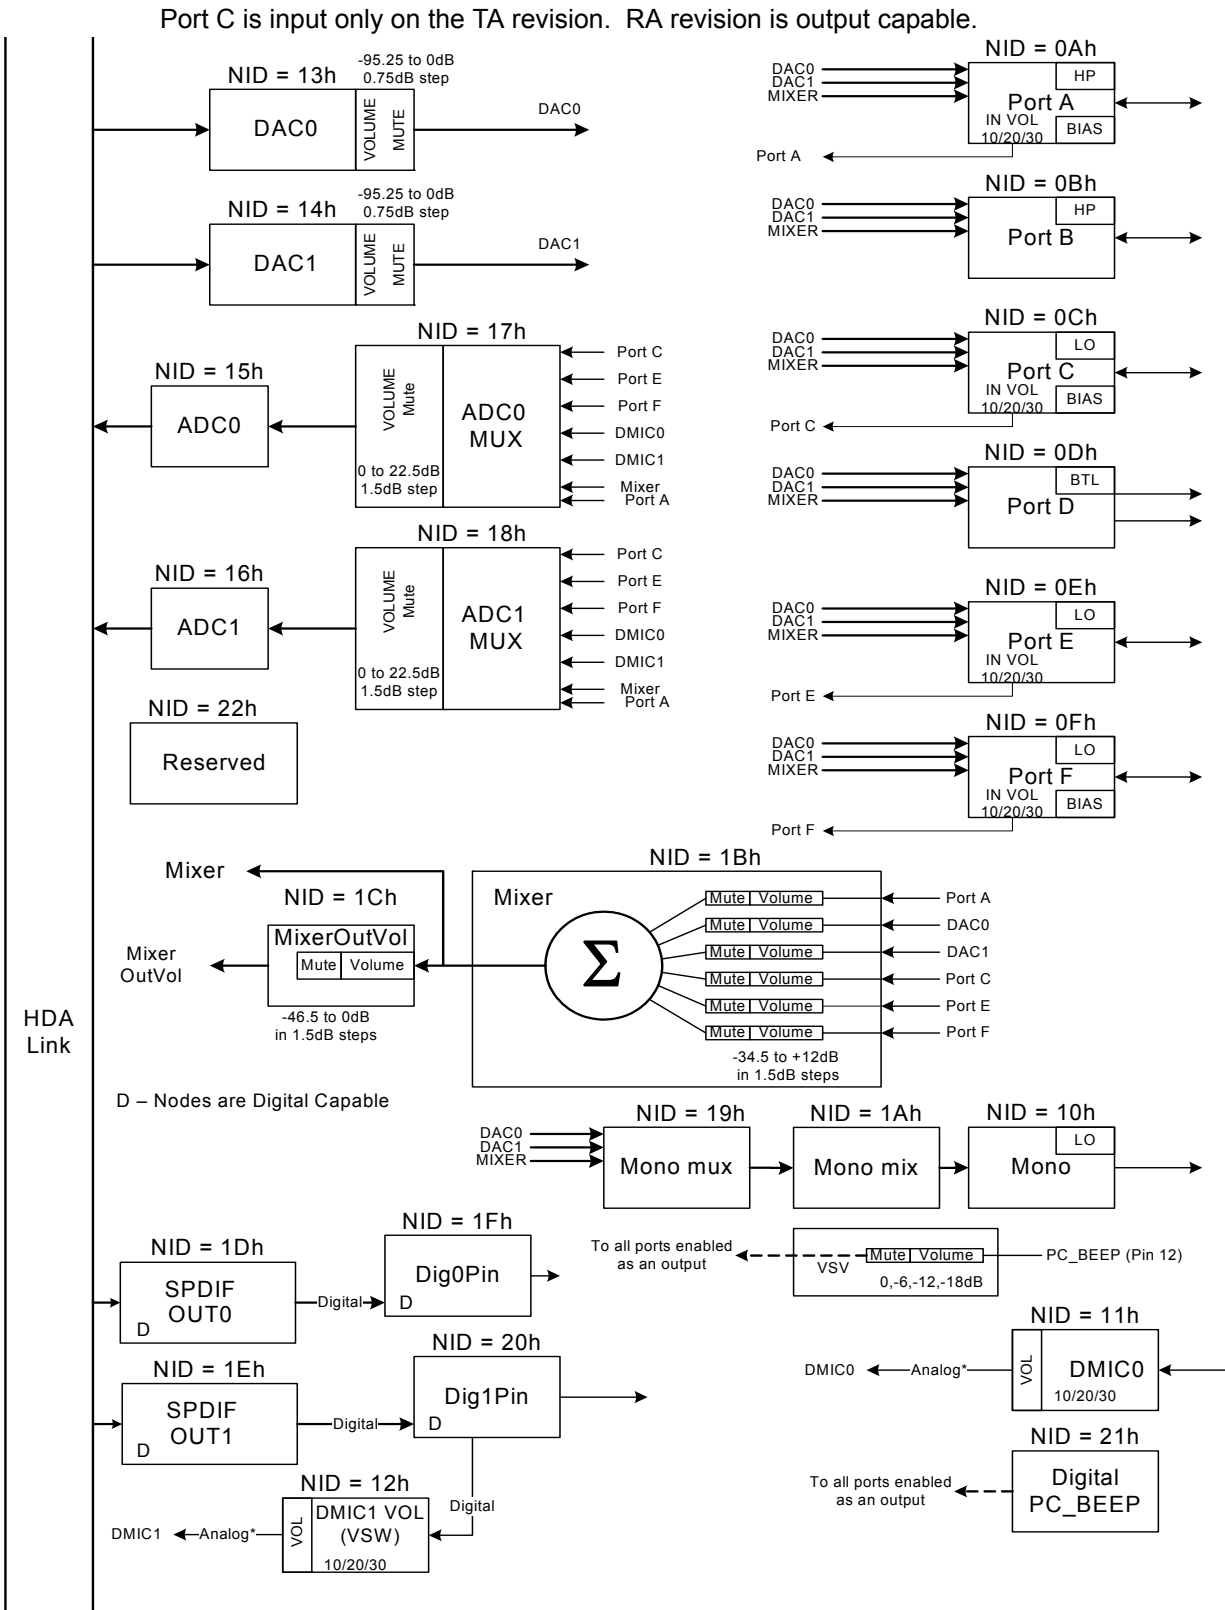 Port C is input only on the TA revision.  RA revision is output capable.
NID = 13h
-95.25 to 0dB
0.75dB step
DAC0
VOLUME
MUTE
DAC0
NID = 14h
-95.25 to 0dB
0.75dB step
DAC1
VOLUME
MUTE
DAC1
NID = 17h
NID = 15h
ADC0
VOLUME
Mute
0 to 22.5dB
1.5dB step
ADC0
MUX
Port C
Port E
Port F
DMIC0
DMIC1
Mixer
Port A
NID = 18h
NID = 16h
ADC1
VOLUME
Mute
0 to 22.5dB
1.5dB step
ADC1
MUX
Port C
Port E
Port F
DMIC0
DMIC1
Mixer
Port A
NID = 22h
Reserved
NID = 0Ah
DAC0
DAC1
MIXER
HP
Port A
IN VOL
10/20/30
BIAS
Port A
NID = 0Bh
DAC0
DAC1
MIXER
HP
Port B
NID = 0Ch
DAC0
DAC1
MIXER
LO
Port C
IN VOL
10/20/30
BIAS
Port C
NID = 0Dh
DAC0
DAC1
MIXER
BTL
Port D
NID = 0Eh
DAC0
DAC1
MIXER
LO
Port E
IN VOL
10/20/30
Port E
NID = 0Fh
DAC0
DAC1
MIXER
LO
Port F
IN VOL
10/20/30
BIAS
Port F
NID = 1Bh
Mixer
NID = 1Ch
MixerOutVol
Mute Volume
Mixer
OutVol
-46.5 to 0dB
in 1.5dB steps
Mixer
Σ
Mute Volume Port A
Mute Volume DAC0
Mute Volume DAC1
Mute Volume Port C
Mute Volume Port E
Mute Volume Port F
-34.5 to +12dB
in 1.5dB steps
HDA
Link
D – Nodes are Digital Capable
NID = 19h
NID = 1Ah
NID = 10h
DAC0
DAC1
MIXER
Mono mux
Mono mix
LO
Mono
To all ports enabled
as an output
VSV
Mute Volume
0,-6,-12,-18dB
PC_BEEP (Pin 12)
NID = 1Fh
NID = 1Dh
SPDIF
OUT0
D
Digital
Dig0Pin
D
NID = 20h
NID = 1Eh
SPDIF
OUT1
D
Digital
Dig1Pin
D
NID = 11h
DMIC0
Analog*
VOL
DMIC0
10/20/30
NID = 21h
To all ports enabled
as an output
Digital
PC_BEEP
NID = 12h
DMIC1
Analog*
VOL
DMIC1 VOL
(VSW)
10/20/30
Digital